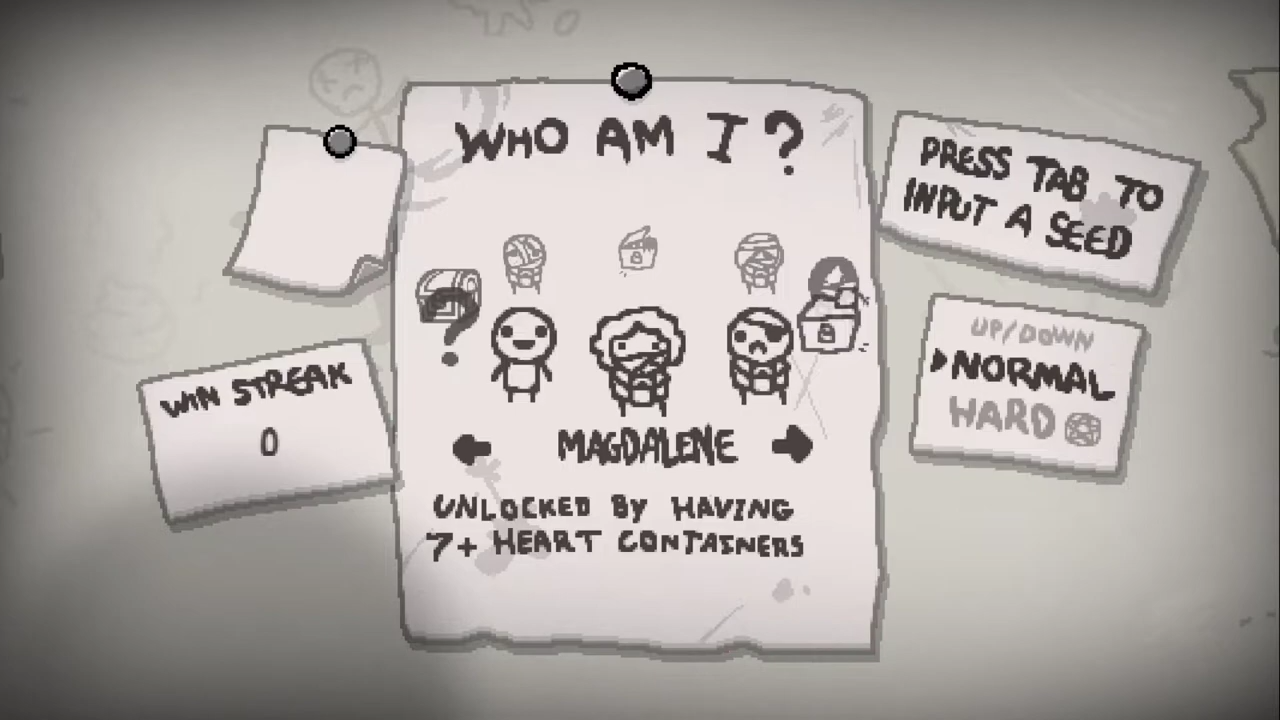 WHO AM I?
PRESS TAB TO
INPUT A SEED
UP/DOWN
NORMAL
HARD
WIN STREAK
0
?
MAGDALENE
UNLOCKED BY HAVING
7+ HEART CONTAINERS